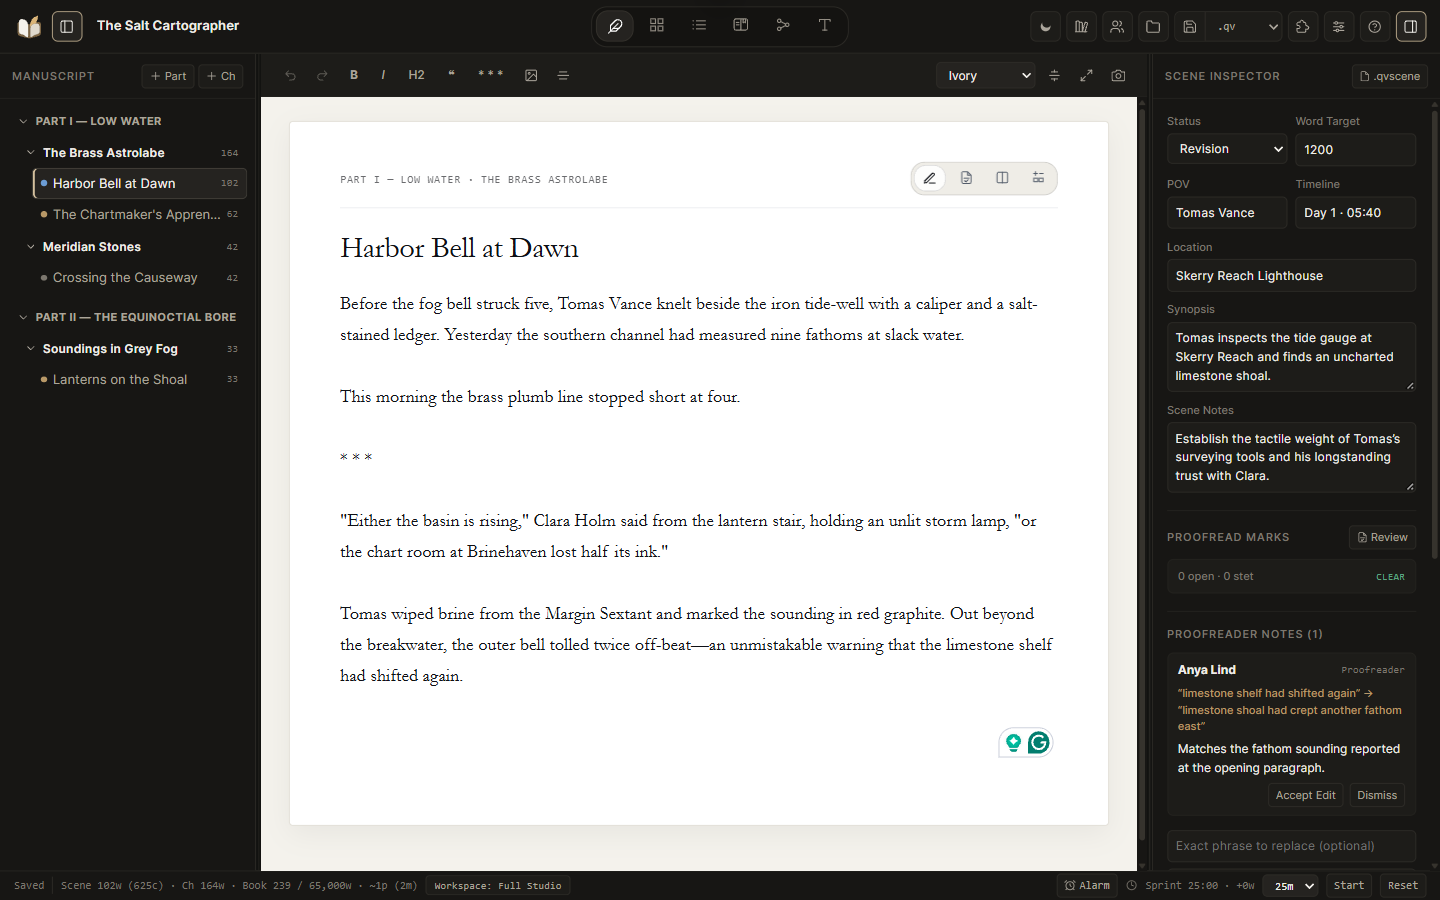 The Salt Cartographer
.qv
MANUSCRIPT
+ Part
+ Ch
PART I — LOW WATER
The Brass Astrolabe 164
Harbor Bell at Dawn 102
The Chartmaker's Appren... 62
Meridian Stones 42
Crossing the Causeway 42
PART II — THE EQUINOCTIAL BORE
Soundings in Grey Fog 33
Lanterns on the Shoal 33
B I H2 “ * * *
Ivory
PART I — LOW WATER · THE BRASS ASTROLABE
Harbor Bell at Dawn
Before the fog bell struck five, Tomas Vance knelt beside the iron tide-well with a caliper and a salt-
stained ledger. Yesterday the southern channel had measured nine fathoms at slack water.
This morning the brass plumb line stopped short at four.
* * *
"Either the basin is rising," Clara Holm said from the lantern stair, holding an unlit storm lamp, "or
the chart room at Brinehaven lost half its ink."
Tomas wiped brine from the Margin Sextant and marked the sounding in red graphite. Out beyond
the breakwater, the outer bell tolled twice off-beat—an unmistakable warning that the limestone shelf
had shifted again.
SCENE INSPECTOR
.qvscene
Status
Word Target
Revision
1200
POV
Timeline
Tomas Vance
Day 1 · 05:40
Location
Skerry Reach Lighthouse
Synopsis
Tomas inspects the tide gauge at
Skerry Reach and finds an uncharted
limestone shoal.
Scene Notes
Establish the tactile weight of Tomas's
surveying tools and his longstanding
trust with Clara.
PROOFREAD MARKS
Review
0 open · 0 stet
CLEAR
PROOFREADER NOTES (1)
Anya Lind
Proofreader
“limestone shelf had shifted again” →
“limestone shoal had crept another fathom
east”
Matches the fathom sounding reported
at the opening paragraph.
Accept Edit
Dismiss
Exact phrase to replace (optional)
Saved
Scene 102w (625c) · Ch 164w · Book 239 / 65,000w · ~1p (2m)
Workspace: Full Studio
Alarm
Sprint 25:00 · +0w
25m
Start
Reset